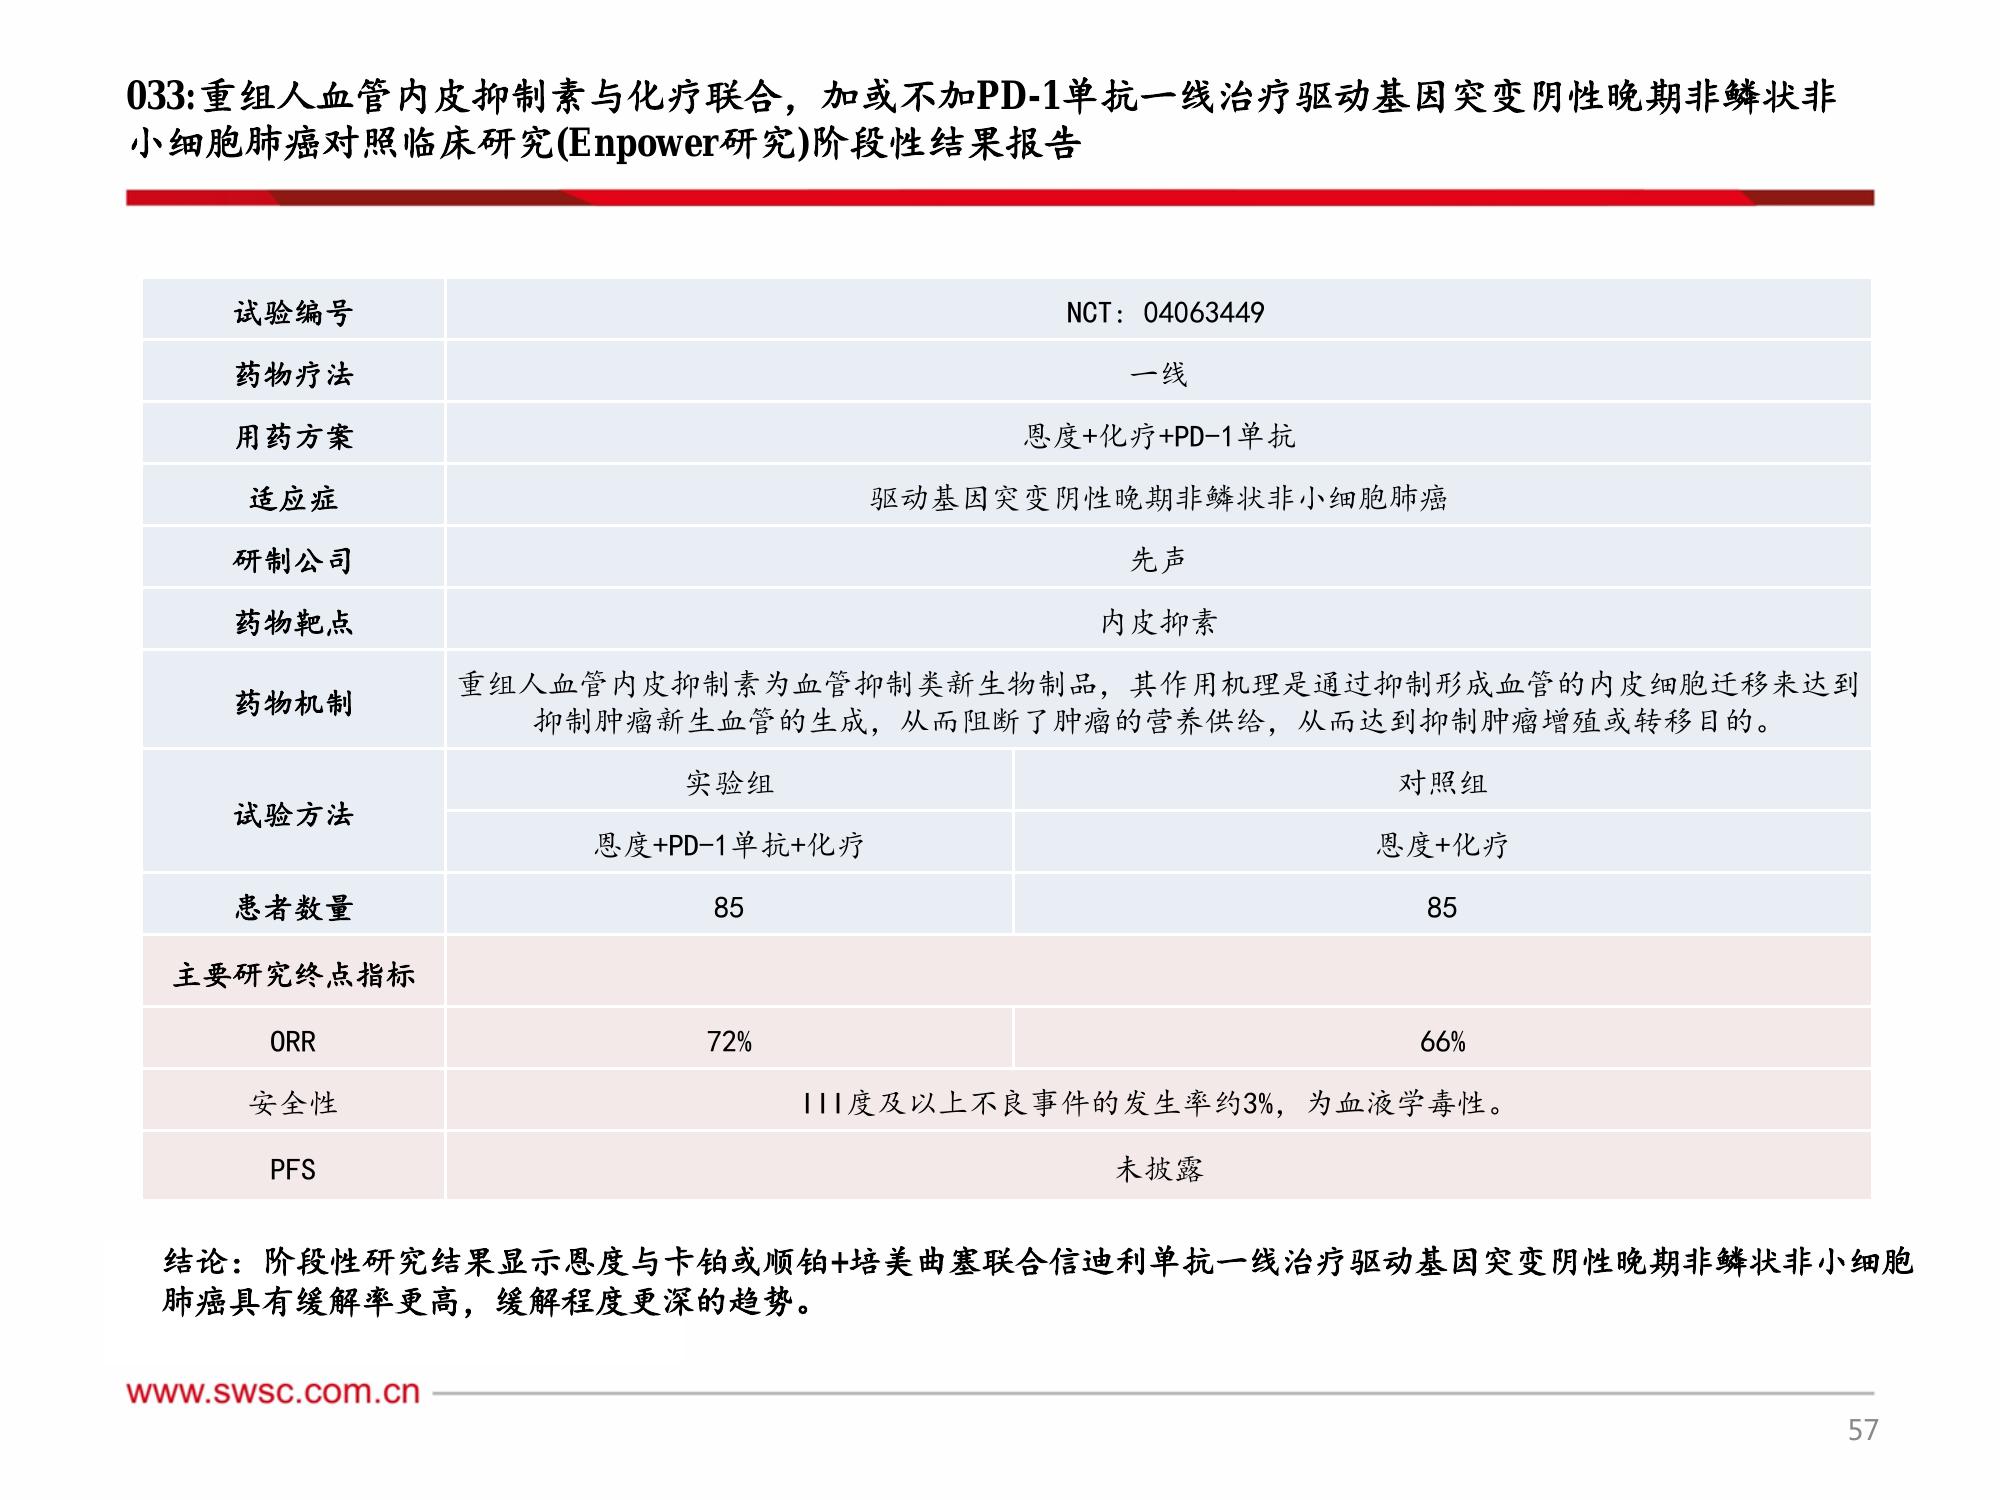 033:重组人血管内皮抑制素与化疗联合，加或不加PD-1单抗一线治疗驱动基因突变阴性晚期非鳞状非
小细胞肺癌对照临床研究(Enpower研究)阶段性结果报告
试验编号 NCT：04063449
药物疗法 一线
用药方案 恩度+化疗+PD-1单抗
适应症 驱动基因突变阴性晚期非鳞状非小细胞肺癌
研制公司 先声
药物靶点 内皮抑素
药物机制 重组人血管内皮抑制素为血管抑制类新生物制品，其作用机理是通过抑制形成血管的内皮细胞迁移来达到
抑制肿瘤新生血管的生成，从而阻断了肿瘤的营养供给，从而达到抑制肿瘤增殖或转移目的。
试验方法 实验组 对照组
恩度+PD-1单抗+化疗 恩度+化疗
患者数量 85 85
主要研究终点指标
ORR 72% 66%
安全性 III度及以上不良事件的发生率约3%，为血液学毒性。
PFS 未披露
结论：阶段性研究结果显示恩度与卡铂或顺铂+培美曲塞联合信迪利单抗一线治疗驱动基因突变阴性晚期非鳞状非小细胞
肺癌具有缓解率更高，缓解程度更深的趋势。
www.swsc.com.cn
57